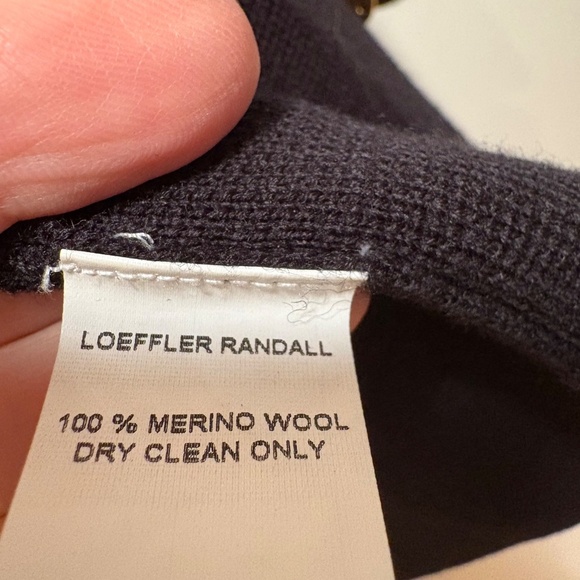 LOEFFLER RANDALL
100 % MERINO WOOL
DRY CLEAN ONLY